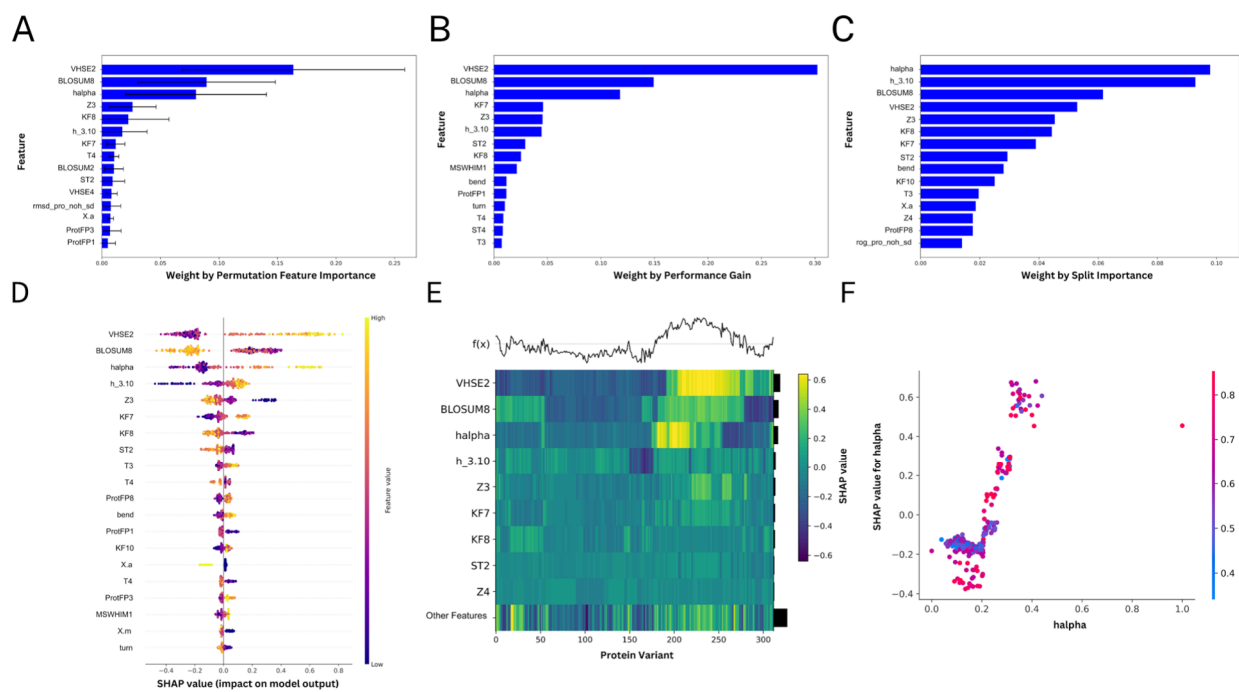 A
B
C
Feature
VHSE2
BLOSUM8
halpha
Z3
KF8
h_3.10
KF7
T4
BLOSUM2
ST2
VHSE4
rmsd_pro_noh_sd
X.a
ProtFP3
ProtFP1
0.00 0.05 0.10 0.15 0.20 0.25
Weight by Permutation Feature Importance
Feature
VHSE2
BLOSUM8
halpha
KF7
Z3
h_3.10
ST2
KF8
MSWHIM1
bend
ProtFP1
turn
T4
ST4
T3
0.00 0.05 0.10 0.15 0.20 0.25 0.30
Weight by Performance Gain
Feature
halpha
h_3.10
BLOSUM8
VHSE2
Z3
KF8
KF7
ST2
bend
KF10
T3
X.a
Z4
ProtFP8
rog_pro_noh_sd
0.00 0.02 0.04 0.06 0.08 0.10
Weight by Split Importance
D
E
F
VHSE2
BLOSUM8
halpha
h_3.10
Z3
KF7
KF8
ST2
T3
T4
ProtFP8
bend
ProtFP1
KF10
X.a
T4
ProtFP3
MSWHIM1
X.m
turn
−0.4 −0.2 0.0 0.2 0.4 0.6 0.8
SHAP value (impact on model output)
High
Feature value
Low
f(x)
VHSE2
BLOSUM8
halpha
h_3.10
Z3
KF7
KF8
ST2
Z4
Other Features
0 50 100 150 200 250 300
Protein Variant
0.6
0.4
0.2
0.0
−0.2
−0.4
−0.6
SHAP value
SHAP value for halpha
0.6
0.4
0.2
0.0
−0.2
−0.4
0.0 0.2 0.4 0.6 0.8 1.0
halpha
0.8
0.7
0.6
0.5
0.4